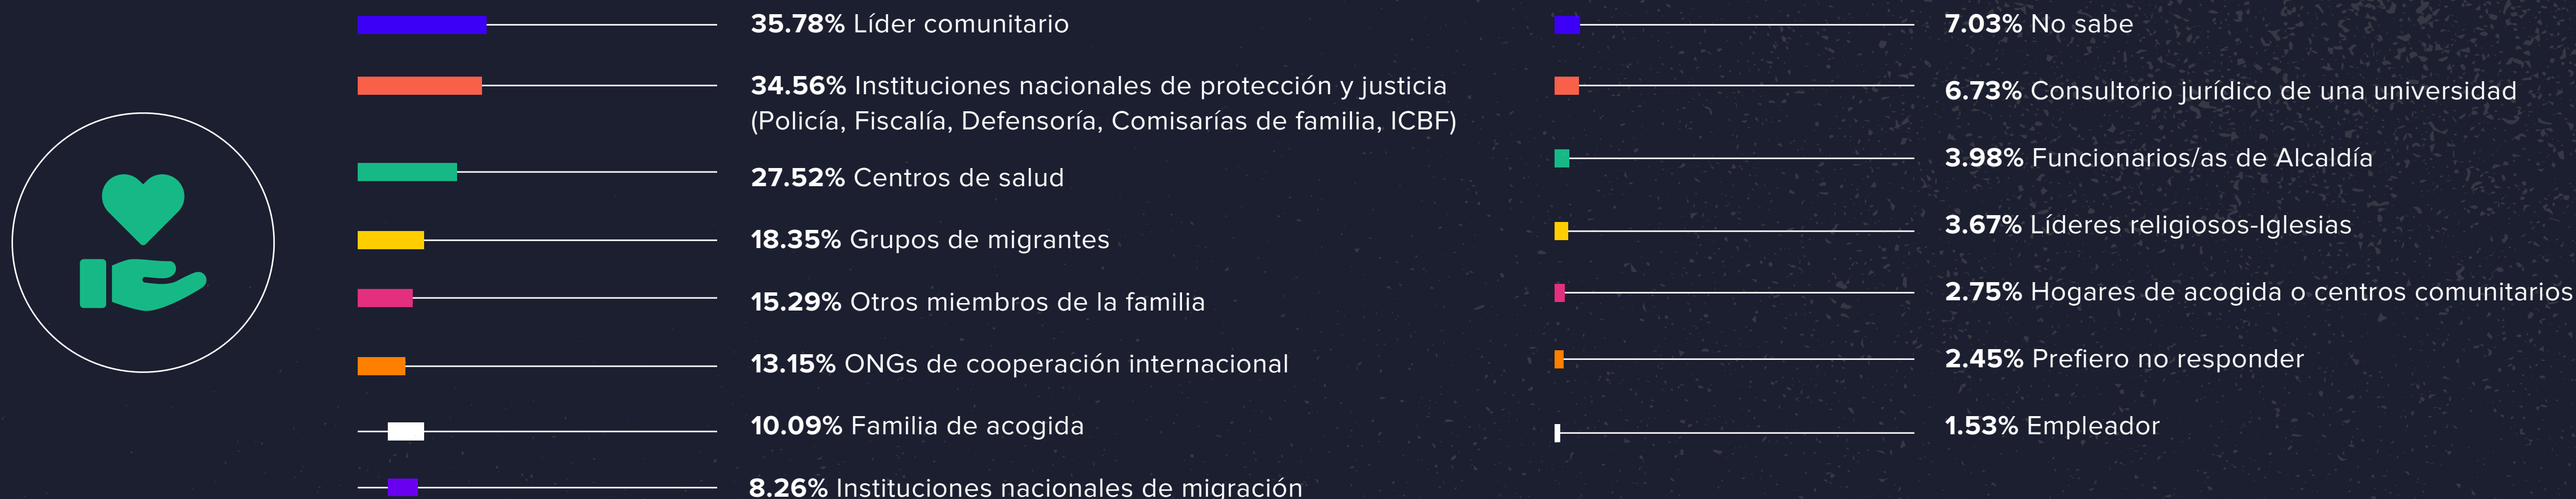 35.78% Líder comunitario
34.56% Instituciones nacionales de protección y justicia
(Policía, Fiscalía, Defensoría, Comisarías de familia, ICBF)
27.52% Centros de salud
18.35% Grupos de migrantes
15.29% Otros miembros de la familia
13.15% ONGs de cooperación internacional
10.09% Familia de acogida
8.26% Instituciones nacionales de migración
7.03% No sabe
6.73% Consultorio jurídico de una universidad
3.98% Funcionarios/as de Alcaldía
3.67% Líderes religiosos-Iglesias
2.75% Hogares de acogida o centros comunitarios
2.45% Prefiero no responder
1.53% Empleador